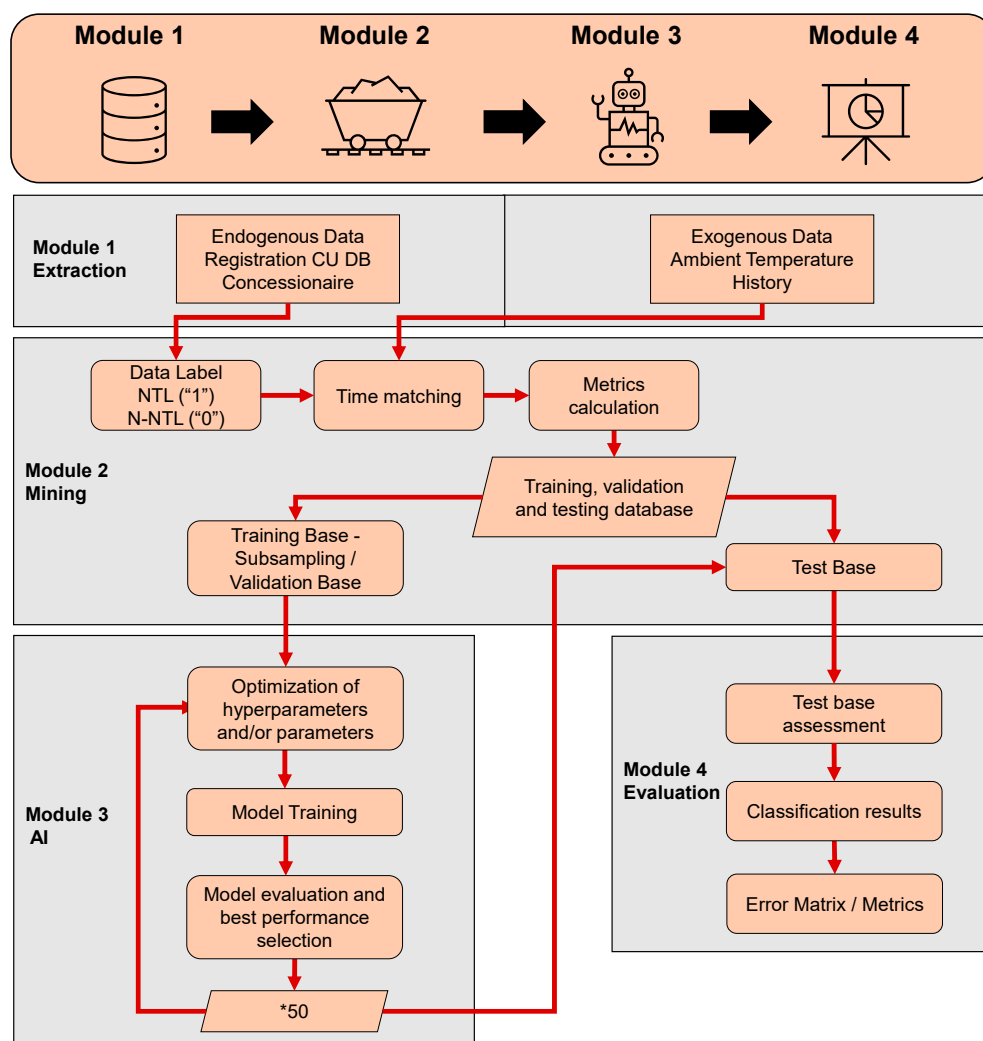 Module 1
Module 2
Module 3
Module 4
Module 1
Extraction
Endogenous Data
Registration CU DB
Concessionaire
Exogenous Data
Ambient Temperature
History
Data Label
NTL (“1”)
N-NTL (“0”)
Time matching
Metrics
calculation
Module 2
Mining
Training, validation
and testing database
Training Base -
Subsampling /
Validation Base
Test Base
Optimization of
hyperparameters
and/or parameters
Module 3
AI
Model Training
Model evaluation and
best performance
selection
*50
Test base
assessment
Module 4
Evaluation
Classification results
Error Matrix / Metrics